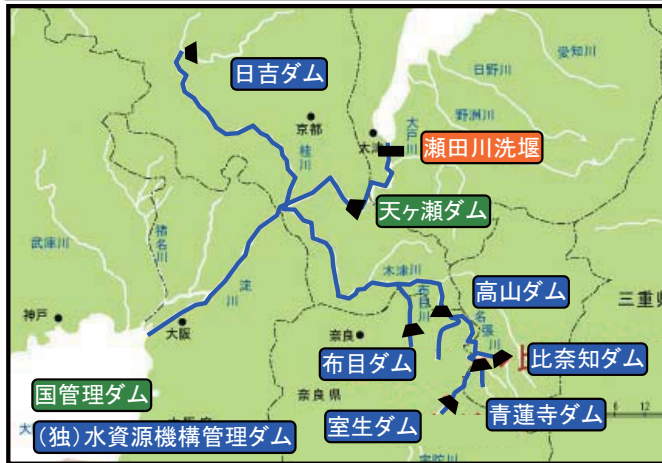 日吉ダム
愛知川
日野川
野洲川
京都
大津
大戸川
瀬田川洗堰
桂川
天ヶ瀬ダム
武庫川
猪名川
淀川
木津川
布目川
高山ダム
三重県
名張川
神戸
大阪
奈良
布目ダム
比奈知ダム
国管理ダム
奈良県
室生ダム
青蓮寺ダム
6 12
(独)水資源機構管理ダム
宇陀川